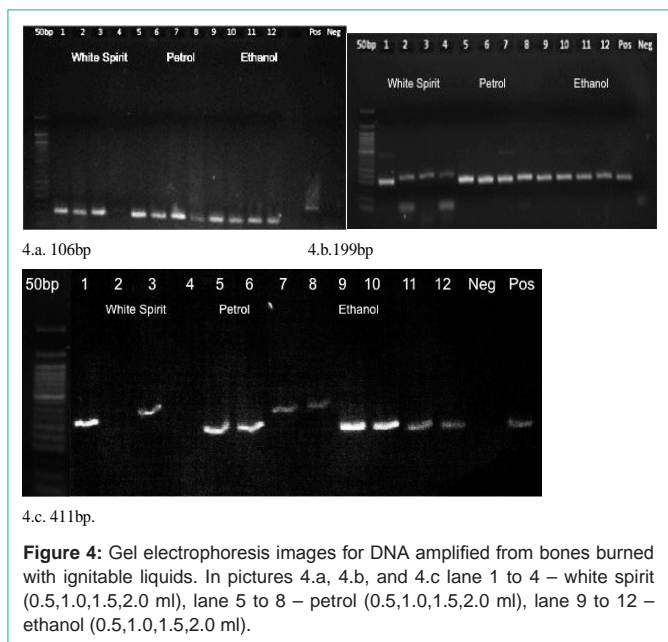 50bp 1 2 3 4 5 6 7 8 9 10 11 12 Pos Neg
White Spirit Petrol Ethanol
4.a. 106bp
50bp 1 2 3 4 5 6 7 8 9 10 11 12 Pos Neg
White Spirit Petrol Ethanol
4.b.199bp
50bp 1 2 3 4 5 6 7 8 9 10 11 12 Neg Pos
White Spirit Petrol Ethanol
4.c. 411bp.
Figure 4: Gel electrophoresis images for DNA amplified from bones burned
with ignitable liquids. In pictures 4.a, 4.b, and 4.c lane 1 to 4 – white spirit
(0.5,1.0,1.5,2.0 ml), lane 5 to 8 – petrol (0.5,1.0,1.5,2.0 ml), lane 9 to 12 –
ethanol (0.5,1.0,1.5,2.0 ml).